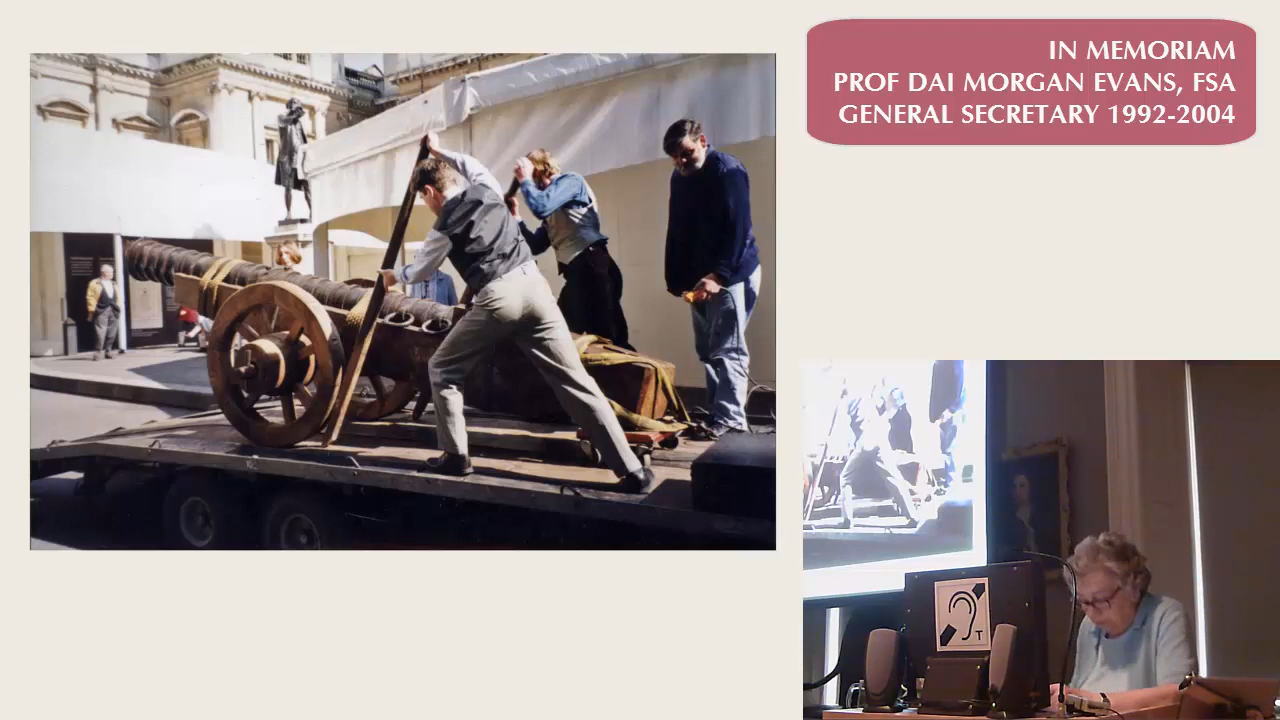 IN MEMORIAM
PROF DAI MORGAN EVANS, FSA
GENERAL SECRETARY 1992-2004
T